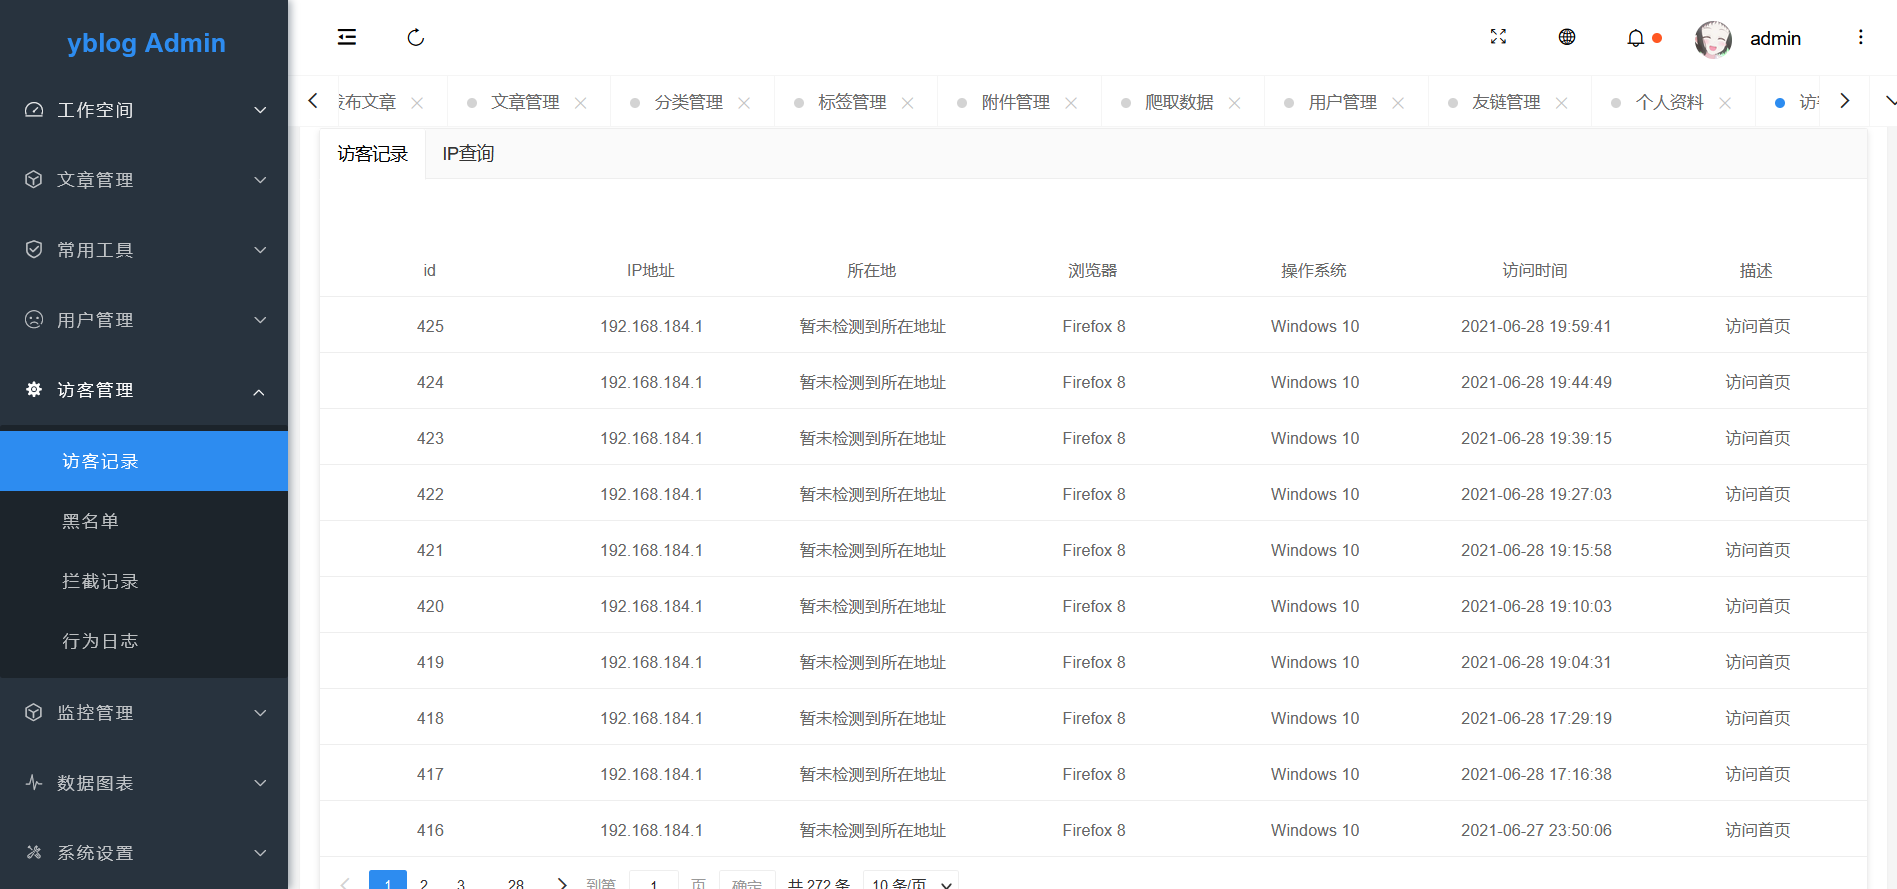 yblog Admin
工作空间
文章管理
常用工具
用户管理
访客管理
访客记录
黑名单
拦截记录
行为日志
监控管理
数据图表
系统设置
admin
发布文章 文章管理 分类管理 标签管理 附件管理 爬取数据 用户管理 友链管理 个人资料 访
访客记录 IP查询
id IP地址 所在地 浏览器 操作系统 访问时间 描述
425 192.168.184.1 暂未检测到所在地址 Firefox 8 Windows 10 2021-06-28 19:59:41 访问首页
424 192.168.184.1 暂未检测到所在地址 Firefox 8 Windows 10 2021-06-28 19:44:49 访问首页
423 192.168.184.1 暂未检测到所在地址 Firefox 8 Windows 10 2021-06-28 19:39:15 访问首页
422 192.168.184.1 暂未检测到所在地址 Firefox 8 Windows 10 2021-06-28 19:27:03 访问首页
421 192.168.184.1 暂未检测到所在地址 Firefox 8 Windows 10 2021-06-28 19:15:58 访问首页
420 192.168.184.1 暂未检测到所在地址 Firefox 8 Windows 10 2021-06-28 19:10:03 访问首页
419 192.168.184.1 暂未检测到所在地址 Firefox 8 Windows 10 2021-06-28 19:04:31 访问首页
418 192.168.184.1 暂未检测到所在地址 Firefox 8 Windows 10 2021-06-28 17:29:19 访问首页
417 192.168.184.1 暂未检测到所在地址 Firefox 8 Windows 10 2021-06-28 17:16:38 访问首页
416 192.168.184.1 暂未检测到所在地址 Firefox 8 Windows 10 2021-06-27 23:50:06 访问首页
1 2 3 28 到第 1 页 确定 共 272 条 10 条/页